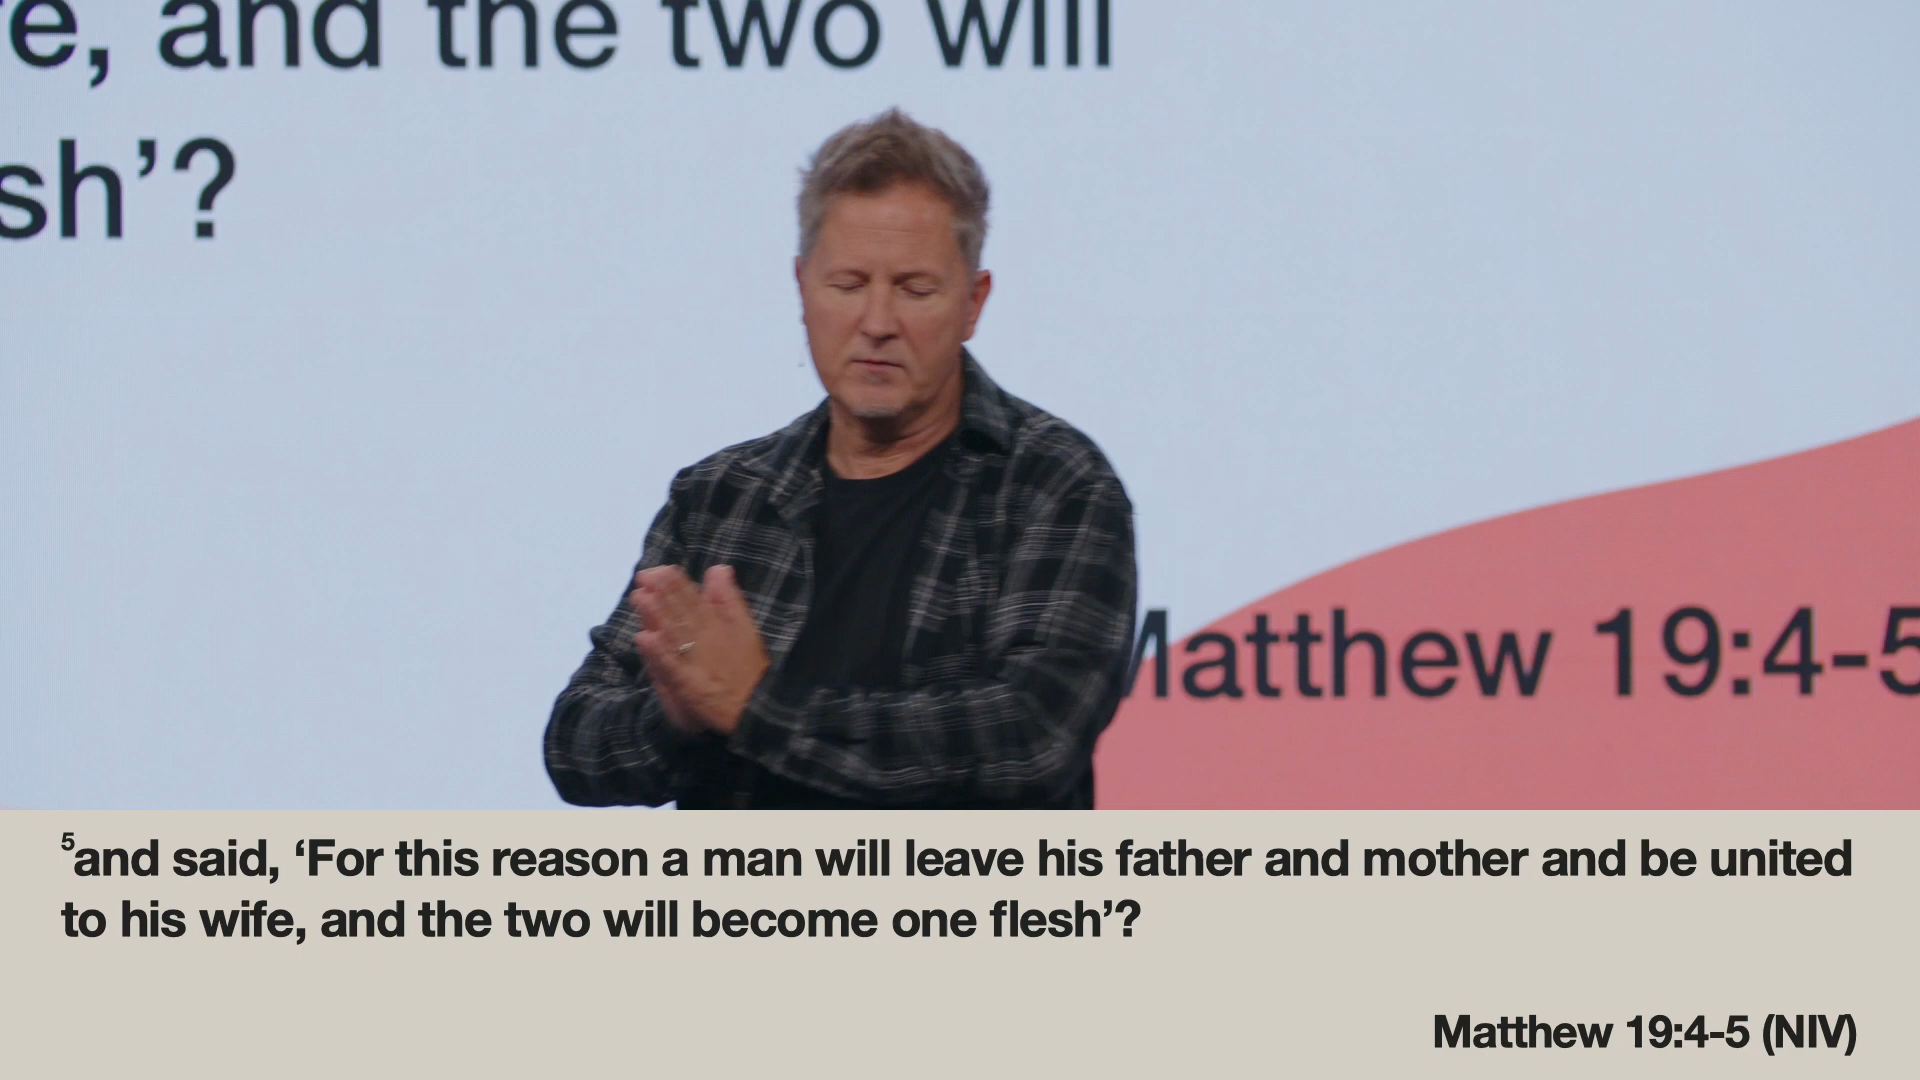 e, and the two will
sh’?
Matthew 19:4-5
⁵and said, ‘For this reason a man will leave his father and mother and be united
to his wife, and the two will become one flesh’?
Matthew 19:4-5 (NIV)